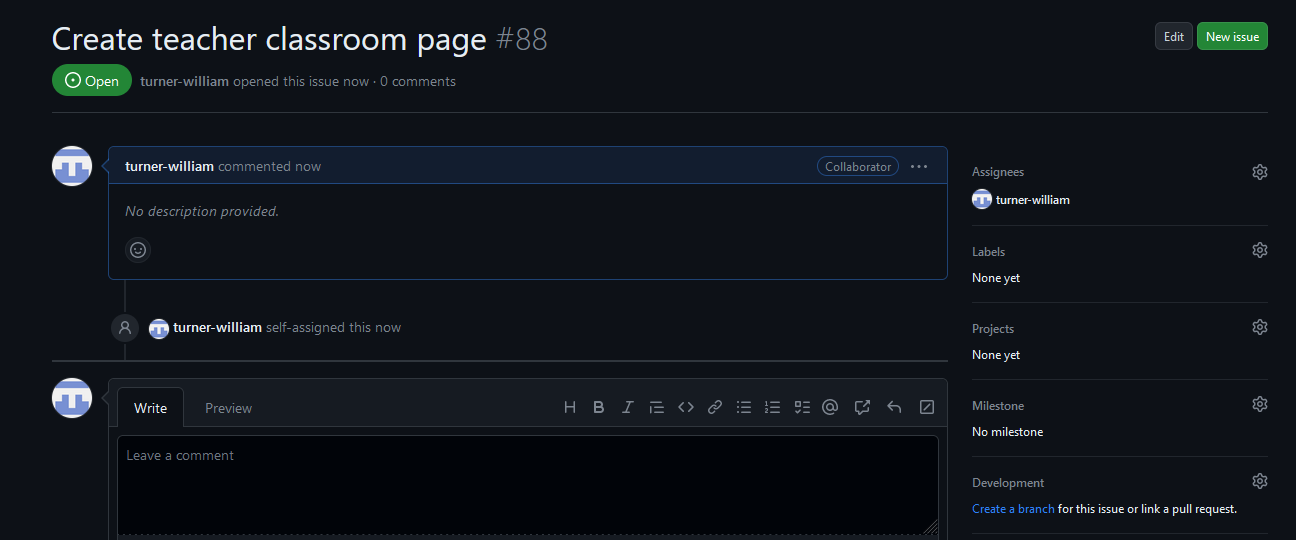 Create teacher classroom page #88
Edit
New issue
Open
turner-william opened this issue now · 0 comments
turner-william commented now
Collaborator
No description provided.
turner-william self-assigned this now
Write
Preview
Leave a comment
Assignees
turner-william
Labels
None yet
Projects
None yet
Milestone
No milestone
Development
Create a branch for this issue or link a pull request.